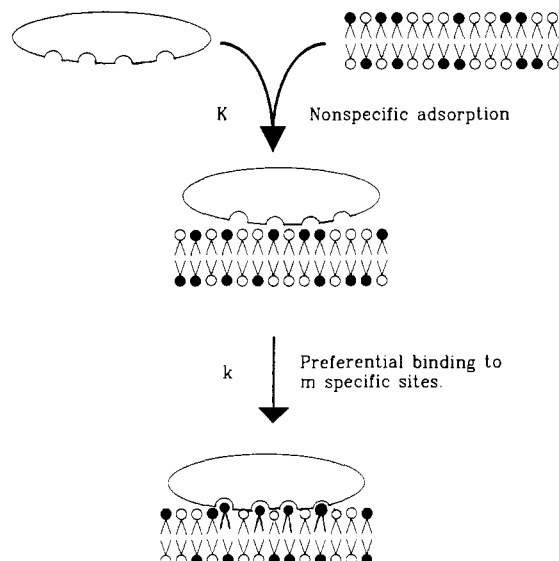 K
Nonspecific adsorption
k
Preferential binding to
m specific sites.